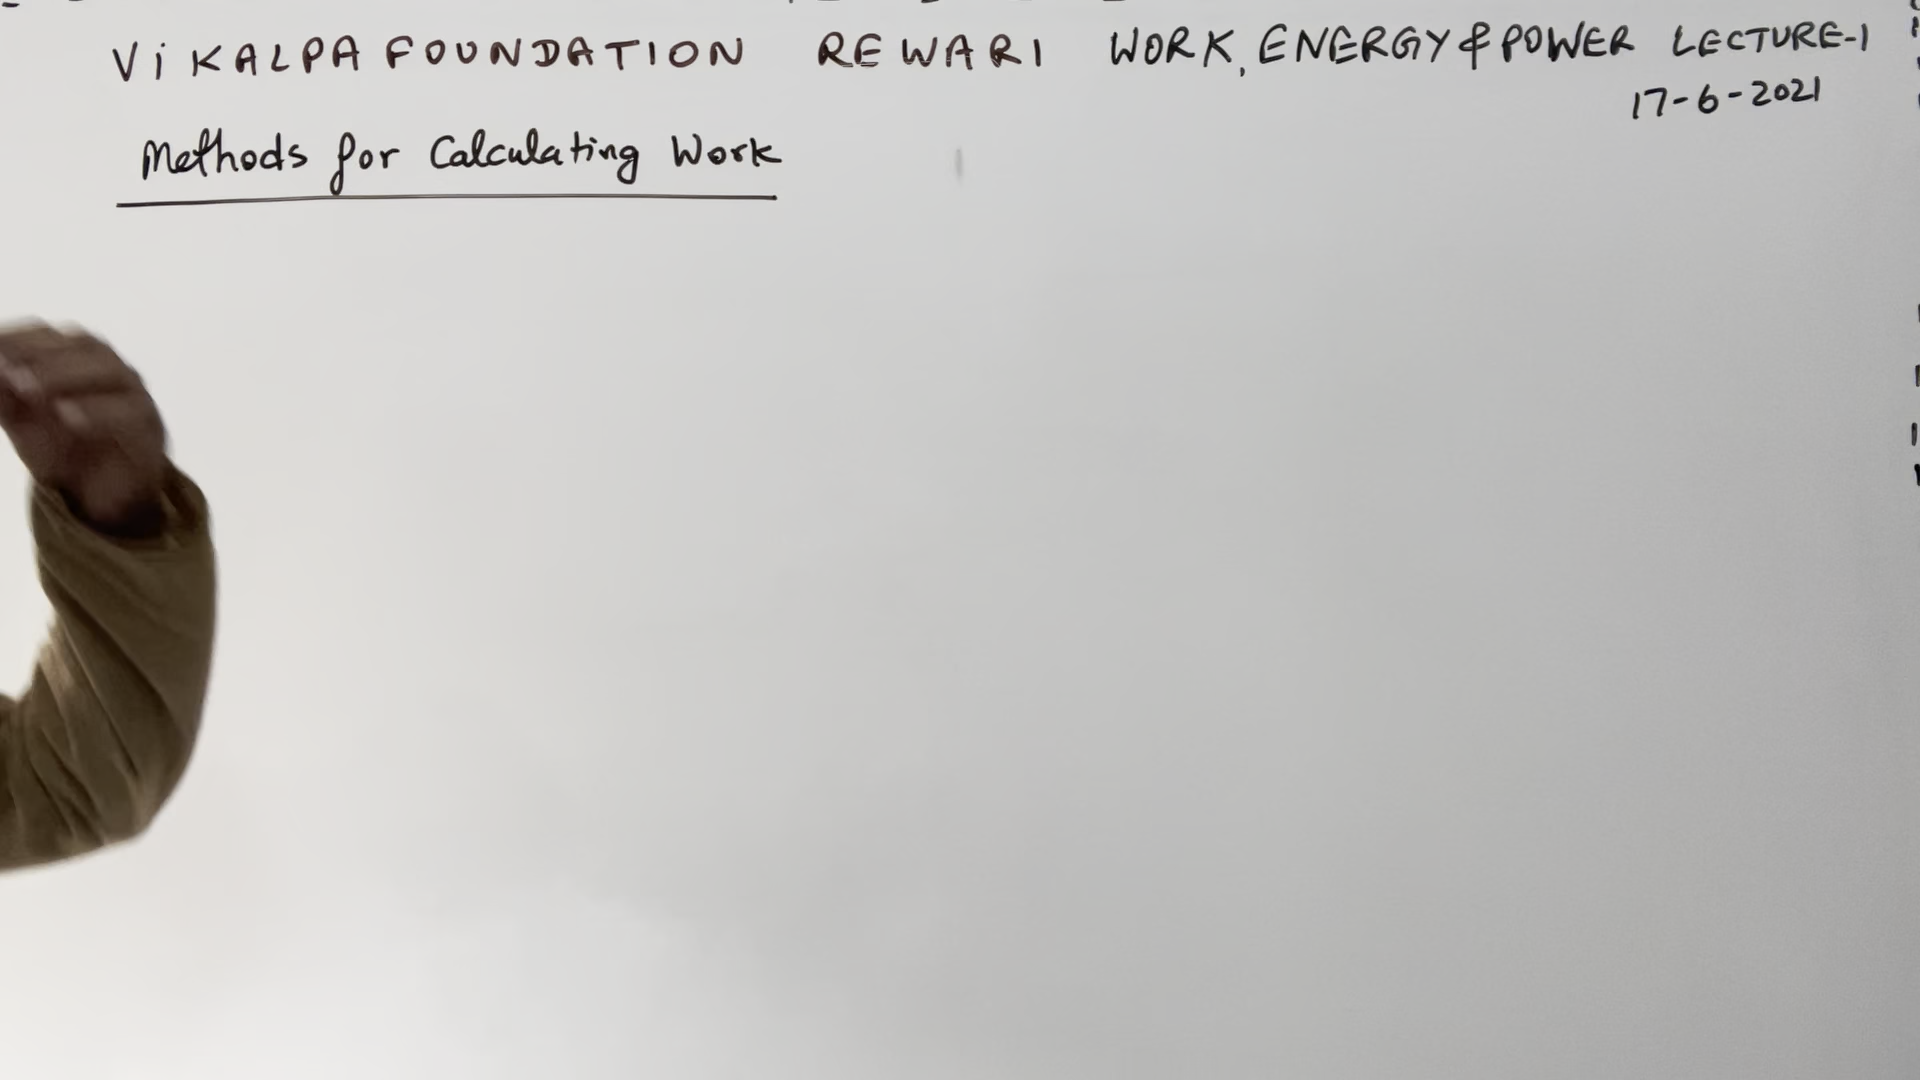 ViKALPA FOUNDATION REWARI WORK, ENERGY & POWER LECTURE-1
17-6-2021
Methods for Calculating Work